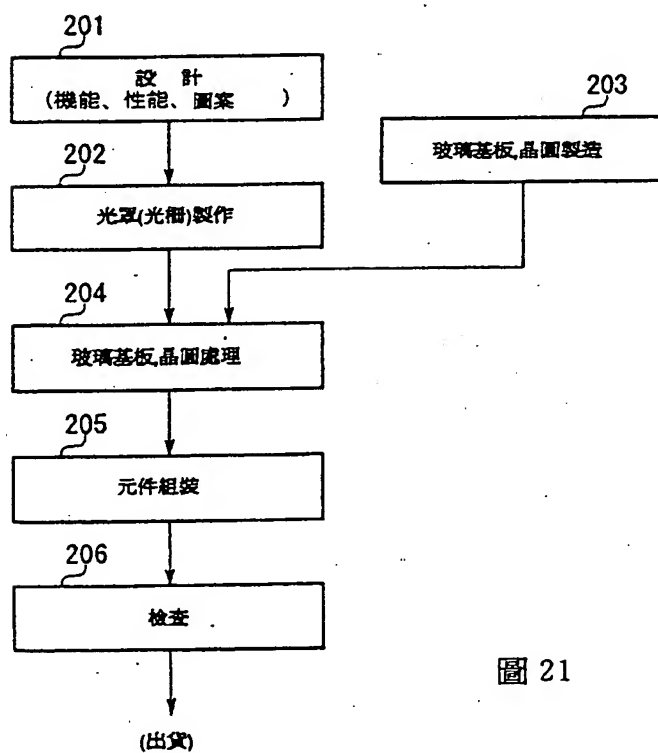 201
設 計
(機能、性能、圖案 )
203
玻璃基板,晶圓製造
202
光罩(光柵)製作
204
玻璃基板,晶圓處理
205
元件組裝
206
檢查
(出貨)
圖 21